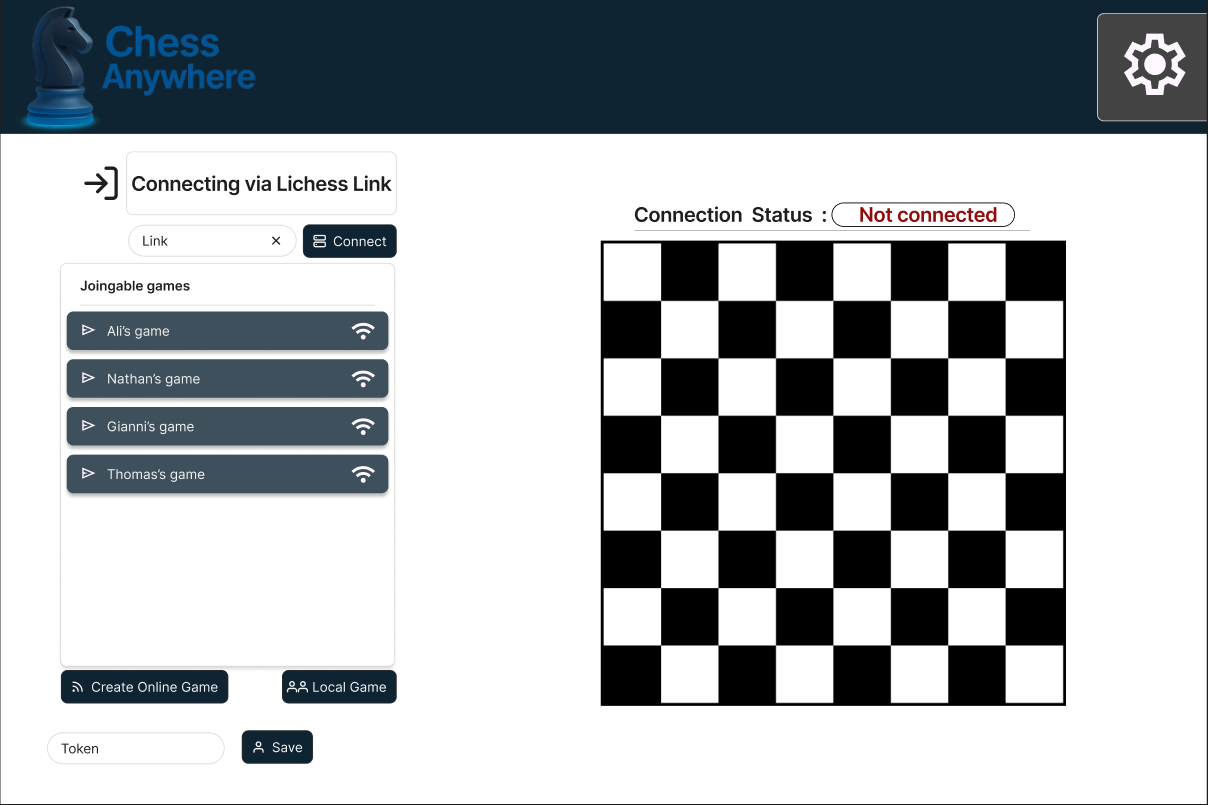 Chess
Anywhere
Connecting via Lichess Link
Connection Status :
Not connected
Link
Connect
Joingable games
Ali's game
Nathan's game
Gianni's game
Thomas's game
Create Online Game
Local Game
Token
Save